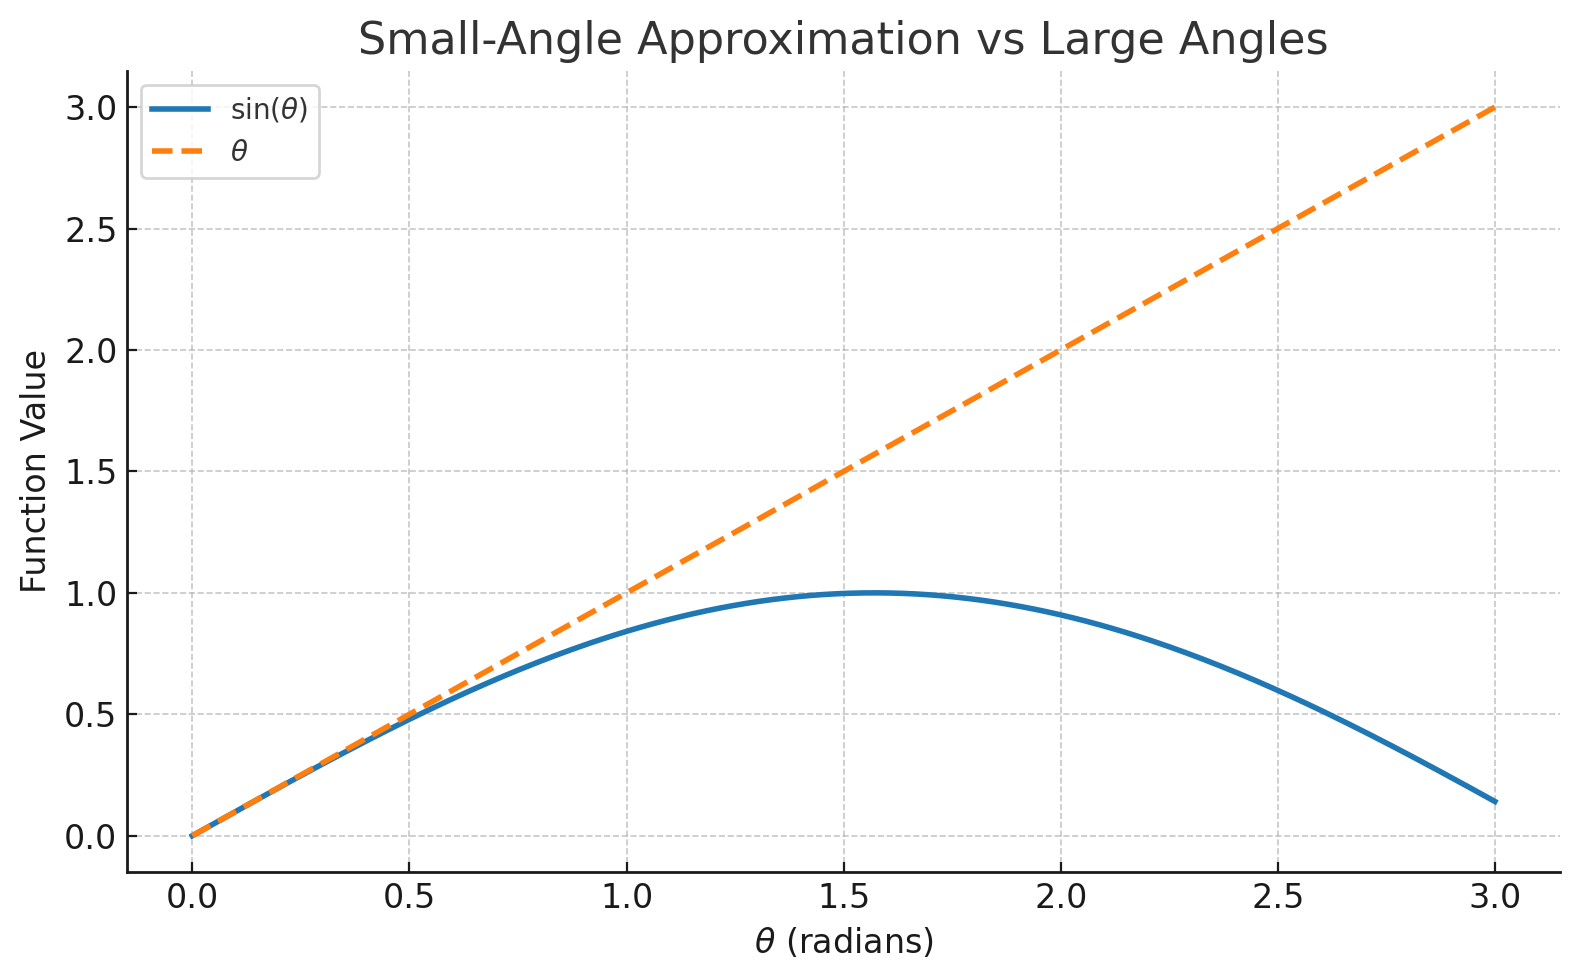 Small-Angle Approximation vs Large Angles
sin(θ)
θ
3.0
2.5
2.0
1.5
1.0
0.5
0.0
Function Value
0.0 0.5 1.0 1.5 2.0 2.5 3.0
θ (radians)